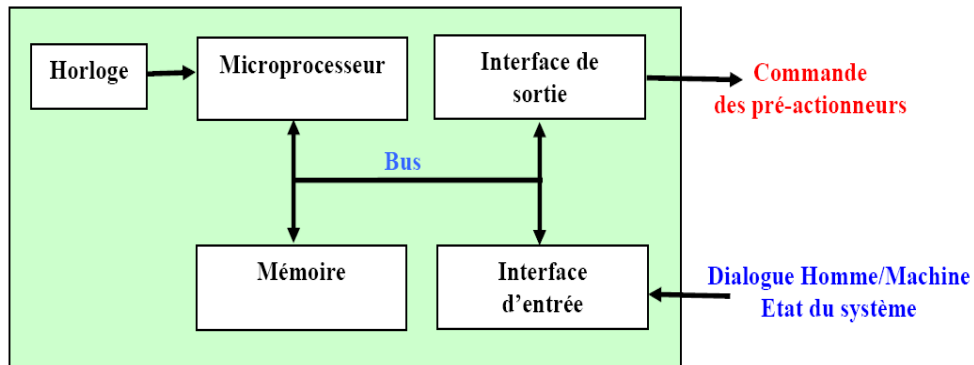 Horloge
Microprocesseur
Interface de
sortie
Commande
des pré-actionneurs
Bus
Mémoire
Interface
d’entrée
Dialogue Homme/Machine
Etat du système